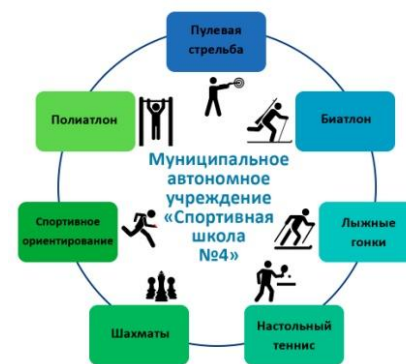 Пулевая
стрельба
Полиатлон
Биатлон
Муниципальное
автономное
учреждение
«Спортивная
школа
№4»
Спортивное
ориентирование
Лыжные
гонки
Шахматы
Настольный
теннис